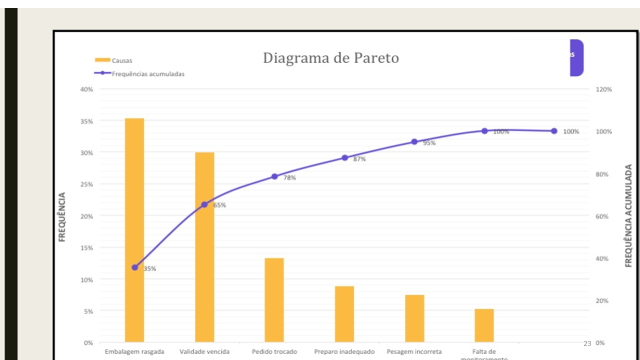 Diagrama de Pareto
s
Causas
Frequências acumuladas
40%
35%
30%
25%
20%
15%
10%
5%
0%
FREQUÊNCIA
35%
65%
78%
87%
95%
100%
100%
120%
100%
80%
60%
40%
20%
0%
FREQUÊNCIA ACUMULADA
Embalagem rasgada
Validade vencida
Pedido trocado
Preparo inadequado
Pesagem incorreta
Falta de
monitoramento
23